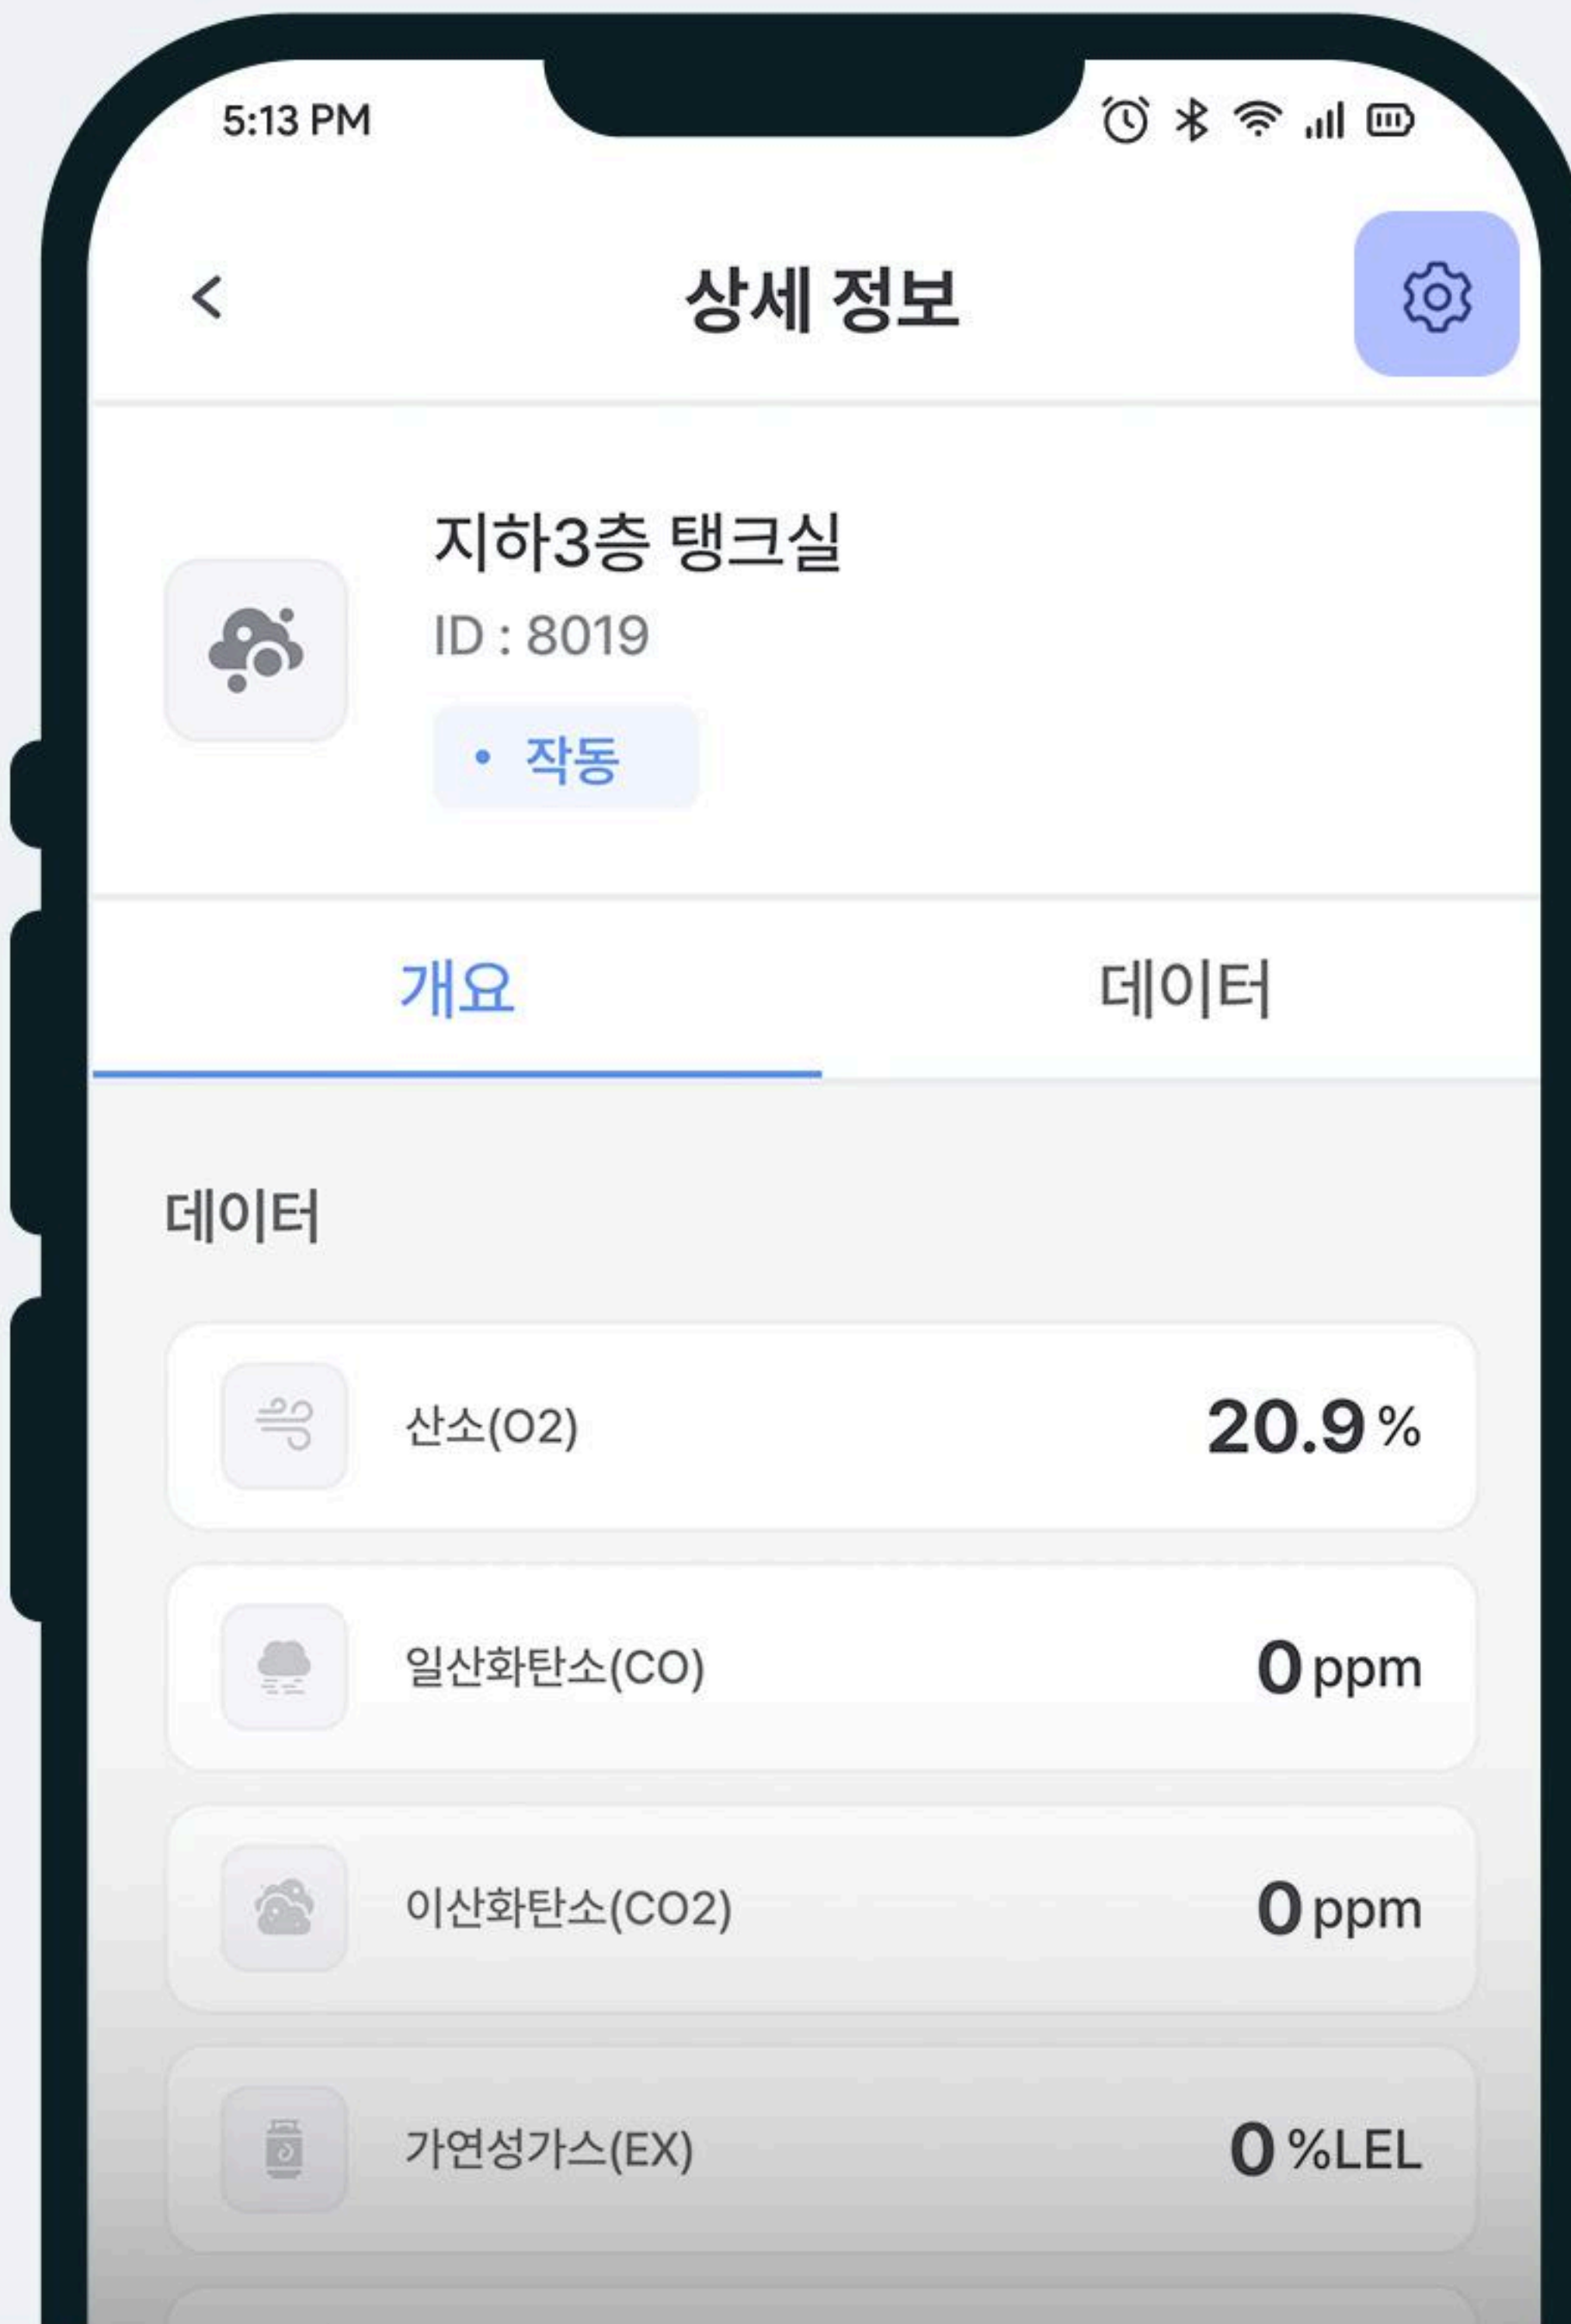 5:13 PM
상세 정보
지하3층 탱크실
ID : 8019
• 작동
개요
데이터
데이터
산소(O2)
20.9 %
일산화탄소(CO)
0 ppm
이산화탄소(CO2)
0 ppm
가연성가스(EX)
0 %LEL